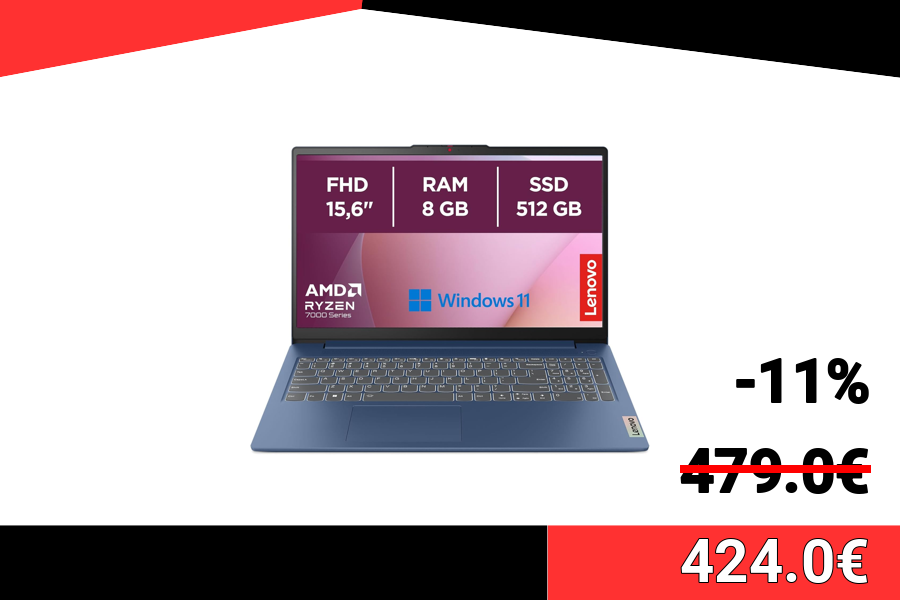 FHD
15,6"
RAM
8 GB
SSD
512 GB
Lenovo
AMD
RYZEN
7000 Series
Windows 11
Lenovo
-11%
479.0€
424.0€